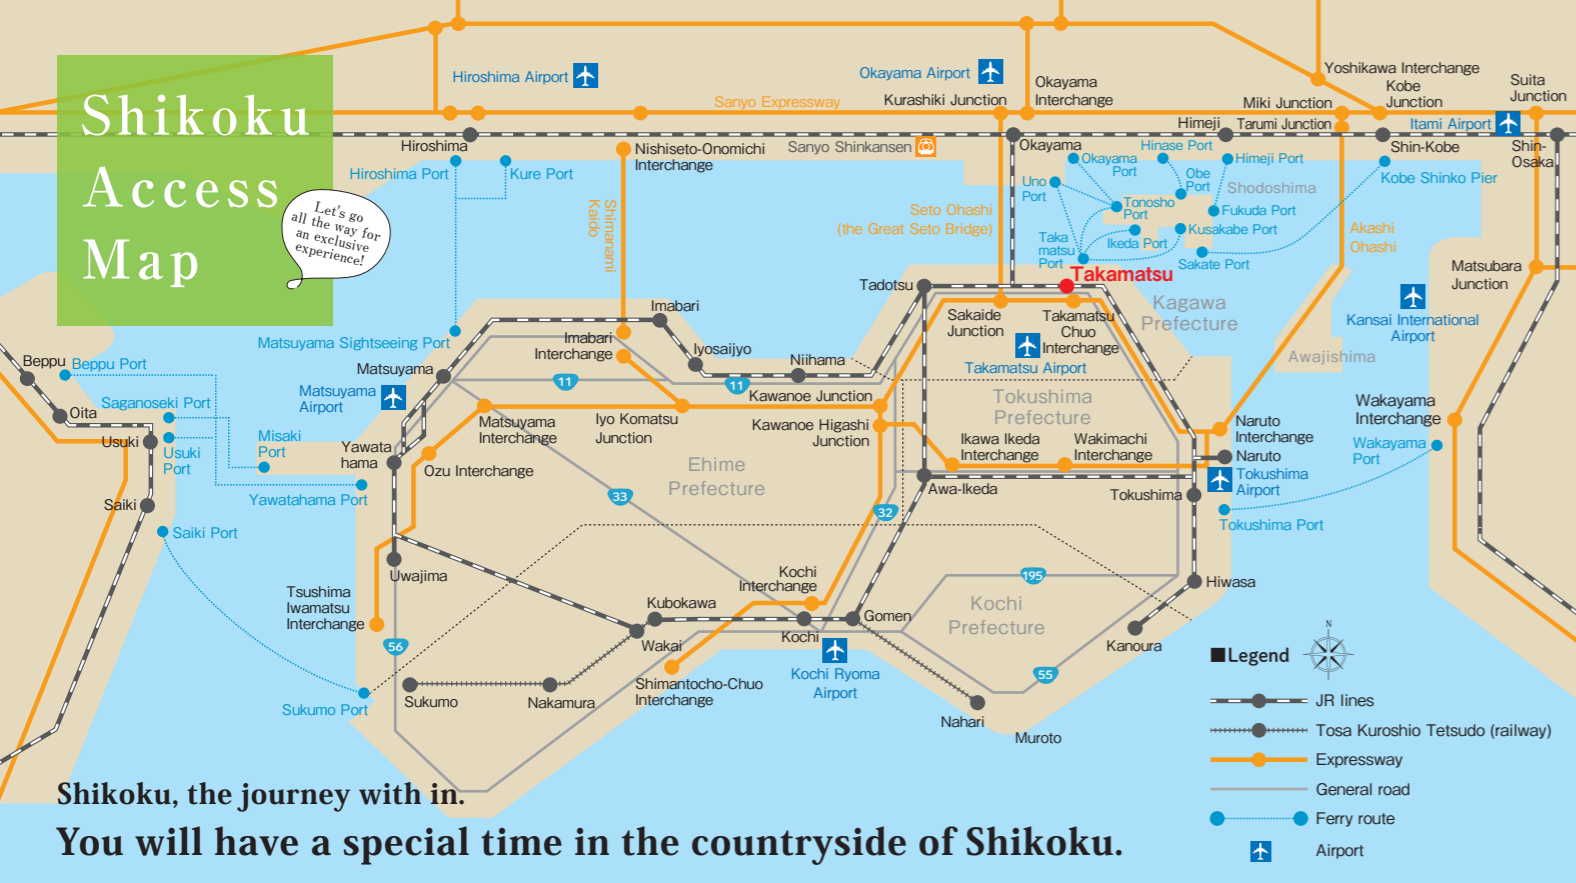 Shikoku
Access
Map
Let's go
all the way for
an exclusive
experience!
Hiroshima Airport
Okayama Airport
Sanyo Expressway
Kurashiki Junction
Okayama
Interchange
Yoshikawa Interchange
Kobe
Junction
Suita
Junction
Miki Junction
Tarumi Junction
Itami Airport
Hiroshima
Nishiseto-Onomichi
Interchange
Sanyo Shinkansen
Okayama
Himeji
Shin-Kobe
Shin-
Osaka
Hiroshima Port
Kure Port
Shimanami
Kaido
Seto Ohashi
(the Great Seto Bridge)
Okayama
Port
Hinase Port
Himeji Port
Kobe Shinko Pier
Uno
Port
Obe
Port
Shodoshima
Tonosho
Port
Fukuda Port
Taka
matsu
Port
Ikeda Port
Kusakabe Port
Sakate Port
Akashi
Ohashi
Matsubara
Junction
Kansai International
Airport
Awajishima
Tadotsu
Takamatsu
Kagawa
Prefecture
Sakaide
Junction
Takamatsu
Chuo
Interchange
Takamatsu Airport
Imabari
Imabari
Interchange
Iyosaijyo
Niihama
Matsuyama Sightseeing Port
Matsuyama
Matsuyama
Airport
11
11
Kawanoe Junction
Tokushima
Prefecture
Beppu
Beppu Port
Oita
Saganoseki Port
Usuki
Usuki
Port
Misaki
Port
Yawata
hama
Yawatahama Port
Saiki
Saiki Port
Matsuyama
Interchange
Iyo Komatsu
Junction
Kawanoe Higashi
Junction
Ikawa Ikeda
Interchange
Wakimachi
Interchange
Naruto
Interchange
Naruto
Wakayama
Interchange
Wakayama
Port
Ozu Interchange
Ehime
Prefecture
33
32
Awa-Ikeda
Tokushima
Tokushima
Airport
Tokushima Port
Uwajima
Tsushima
Iwamatsu
Interchange
Kochi
Interchange
195
Hiwasa
Kubokawa
Wakai
Kochi
Gomen
Kochi
Prefecture
Kanoura
56
Shimantocho-Chuo
Interchange
Kochi Ryoma
Airport
55
Sukumo Port
Sukumo
Nakamura
Nahari
Muroto
N
■Legend
JR lines
Tosa Kuroshio Tetsudo (railway)
Expressway
General road
Ferry route
Airport
Shikoku, the journey with in.
You will have a special time in the countryside of Shikoku.